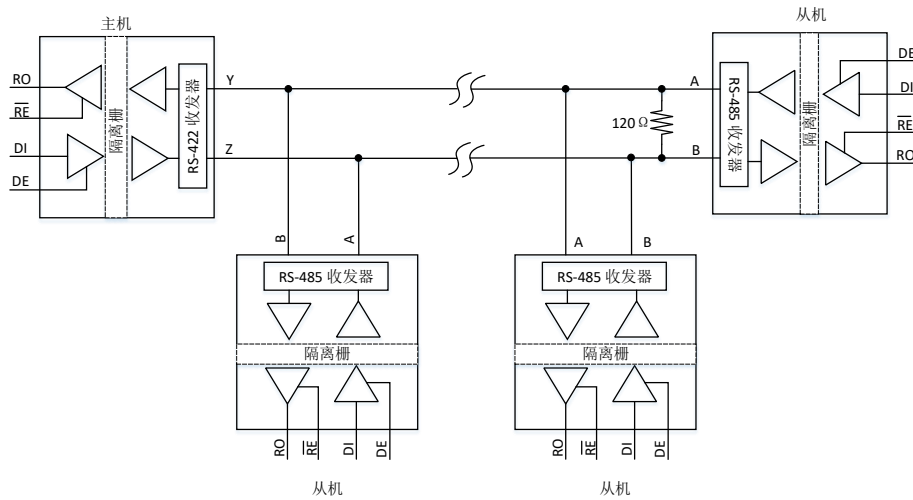 主机
RO
RE
DI
DE
隔离栅
RS-422 收发器
Y
Z
120 Ω
从机
A
B
RS-485 收发器
隔离栅
DE
DI
RE
RO
B
A
RS-485 收发器
隔离栅
RO
RE
DI
DE
从机
A
B
RS-485 收发器
隔离栅
RO
RE
DI
DE
从机